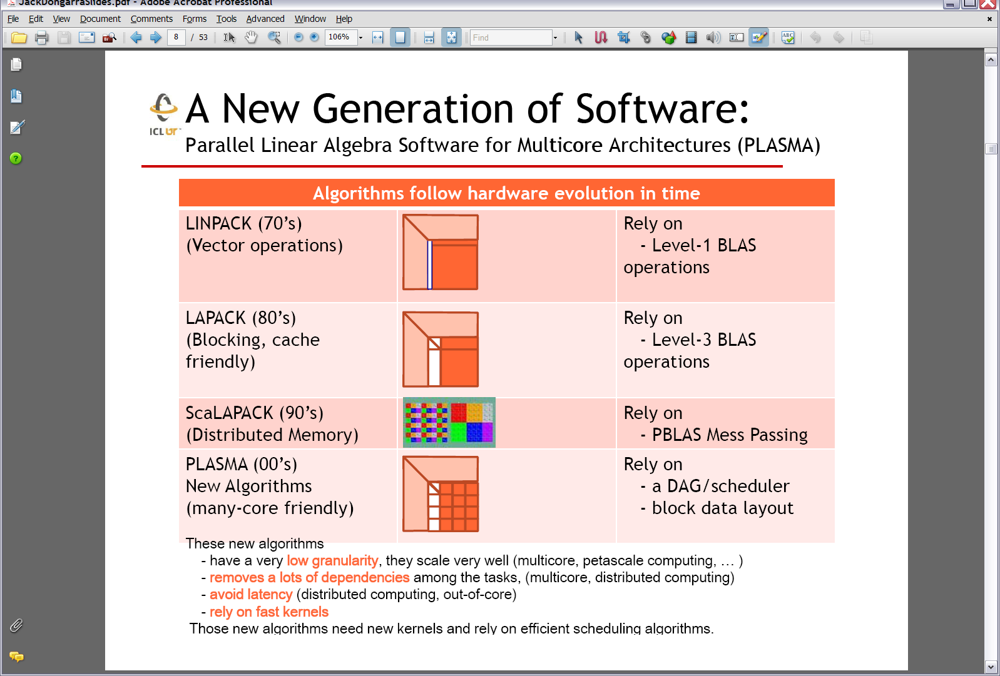 JackDongarraSlides.pdf - Adobe Acrobat Professional
File Edit View Document Comments Forms Tools Advanced Window Help
8 / 53 106% Find
ICL UT
A New Generation of Software:
Parallel Linear Algebra Software for Multicore Architectures (PLASMA)
Algorithms follow hardware evolution in time
LINPACK (70’s)
(Vector operations)
Rely on
- Level-1 BLAS
operations
LAPACK (80’s)
(Blocking, cache
friendly)
Rely on
- Level-3 BLAS
operations
ScaLAPACK (90’s)
(Distributed Memory)
Rely on
- PBLAS Mess Passing
PLASMA (00’s)
New Algorithms
(many-core friendly)
Rely on
- a DAG/scheduler
- block data layout
These new algorithms
- have a very low granularity, they scale very well (multicore, petascale computing, … )
- removes a lots of dependencies among the tasks, (multicore, distributed computing)
- avoid latency (distributed computing, out-of-core)
- rely on fast kernels
Those new algorithms need new kernels and rely on efficient scheduling algorithms.